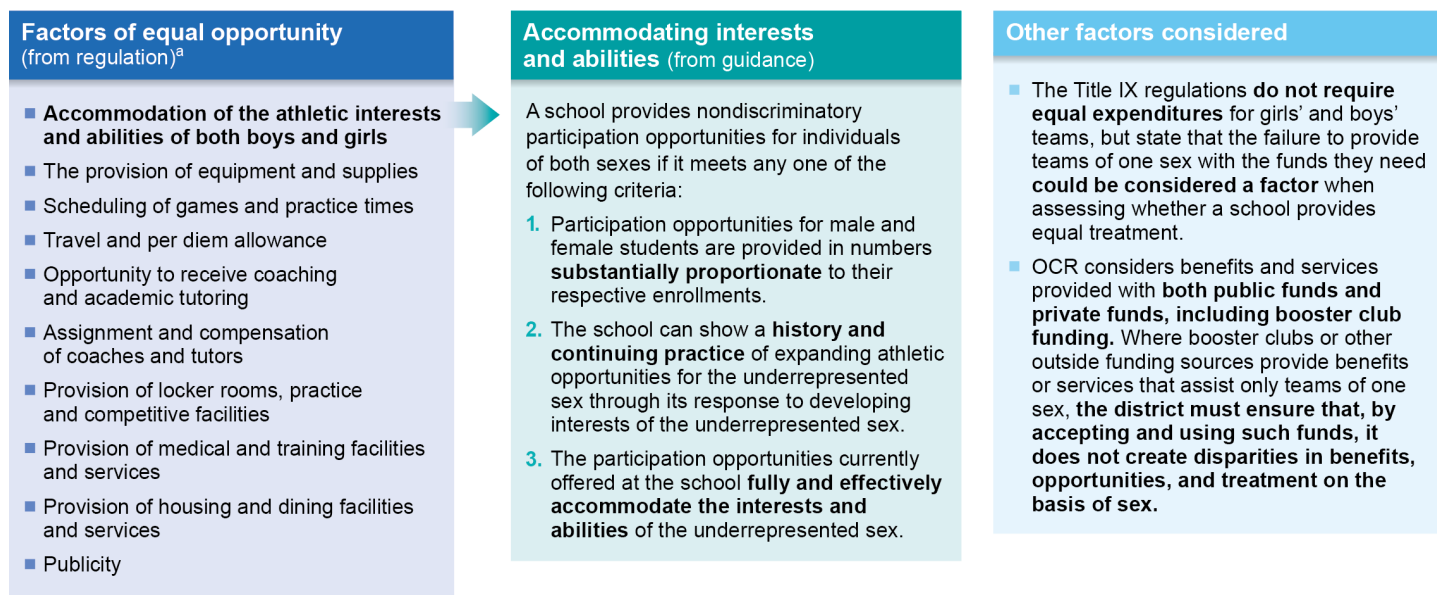 Factors of equal opportunity
(from regulation)a
Accommodation of the athletic interests
and abilities of both boys and girls
The provision of equipment and supplies
Scheduling of games and practice times
Travel and per diem allowance
Opportunity to receive coaching
and academic tutoring
Assignment and compensation
of coaches and tutors
Provision of locker rooms, practice
and competitive facilities
Provision of medical and training facilities
and services
Provision of housing and dining facilities
and services
Publicity
Accommodating interests
and abilities (from guidance)
A school provides nondiscriminatory
participation opportunities for individuals
of both sexes if it meets any one of the
following criteria:
1. Participation opportunities for male and
female students are provided in numbers
substantially proportionate to their
respective enrollments.
2. The school can show a history and
continuing practice of expanding athletic
opportunities for the underrepresented
sex through its response to developing
interests of the underrepresented sex.
3. The participation opportunities currently
offered at the school fully and effectively
accommodate the interests and
abilities of the underrepresented sex.
Other factors considered
The Title IX regulations do not require
equal expenditures for girls’ and boys’
teams, but state that the failure to provide
teams of one sex with the funds they need
could be considered a factor when
assessing whether a school provides
equal treatment.
OCR considers benefits and services
provided with both public funds and
private funds, including booster club
funding. Where booster clubs or other
outside funding sources provide benefits
or services that assist only teams of one
sex, the district must ensure that, by
accepting and using such funds, it
does not create disparities in benefits,
opportunities, and treatment on the
basis of sex.